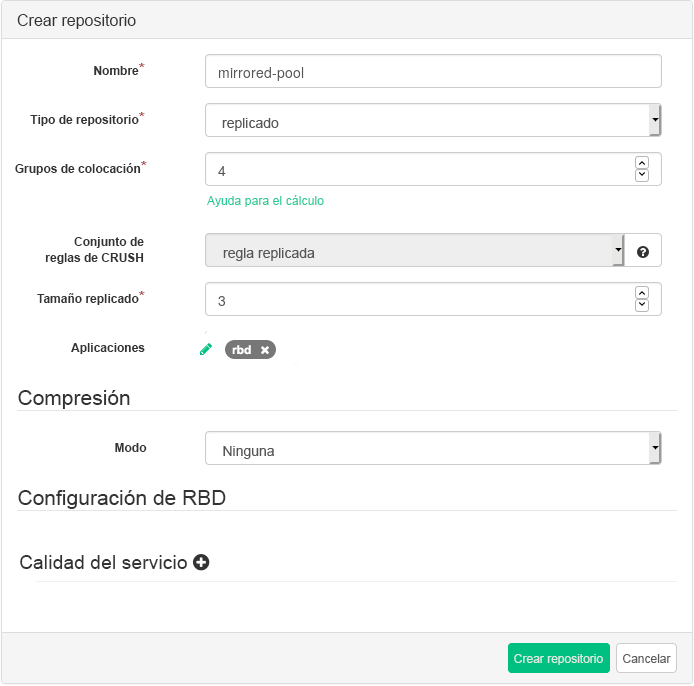 Crear repositorio
Nombre*
mirrored-pool
Tipo de repositorio*
replicado
Grupos de colocación*
4
Ayuda para el cálculo
Conjunto de
reglas de CRUSH
regla replicada
Tamaño replicado*
3
Aplicaciones
rbd
Compresión
Modo
Ninguna
Configuración de RBD
Calidad del servicio
Crear repositorio
Cancelar